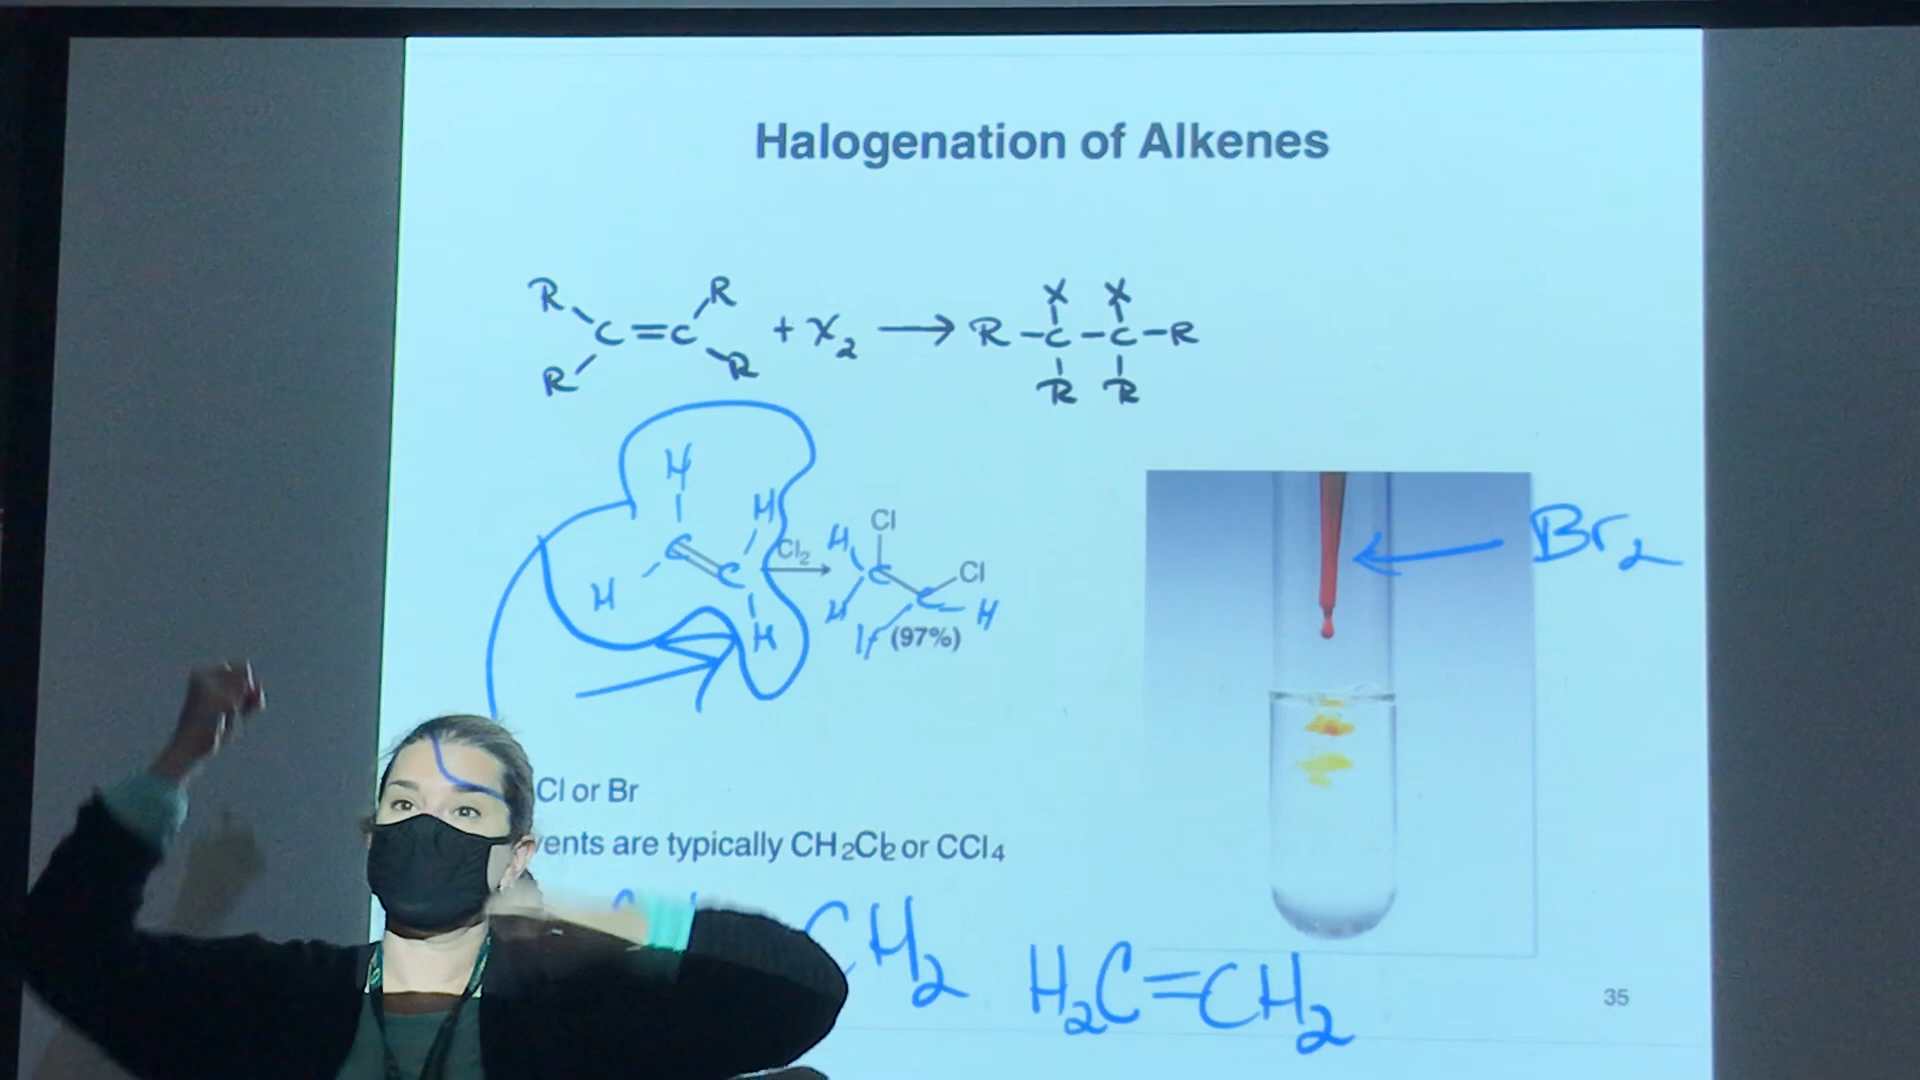 Halogenation of Alkenes
R R X X
C=C + X₂ → R-C-C-R
R R R R
H
H Cl
C Cl₂ H C Cl
C C
H H H H
H (97%)
Br₂
Cl or Br
vents are typically CH₂Cl₂ or CCl₄
CH₂ H₂C=CH₂
35